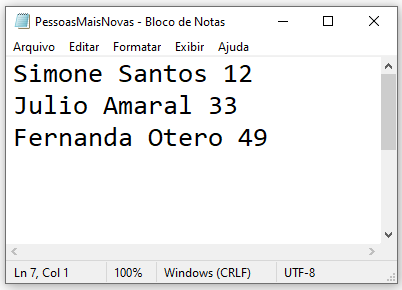 PessoasMaisNovas - Bloco de Notas
Arquivo Editar Formatar Exibir Ajuda
Simone Santos 12
Julio Amaral 33
Fernanda Otero 49
Ln 7, Col 1 100% Windows (CRLF) UTF-8